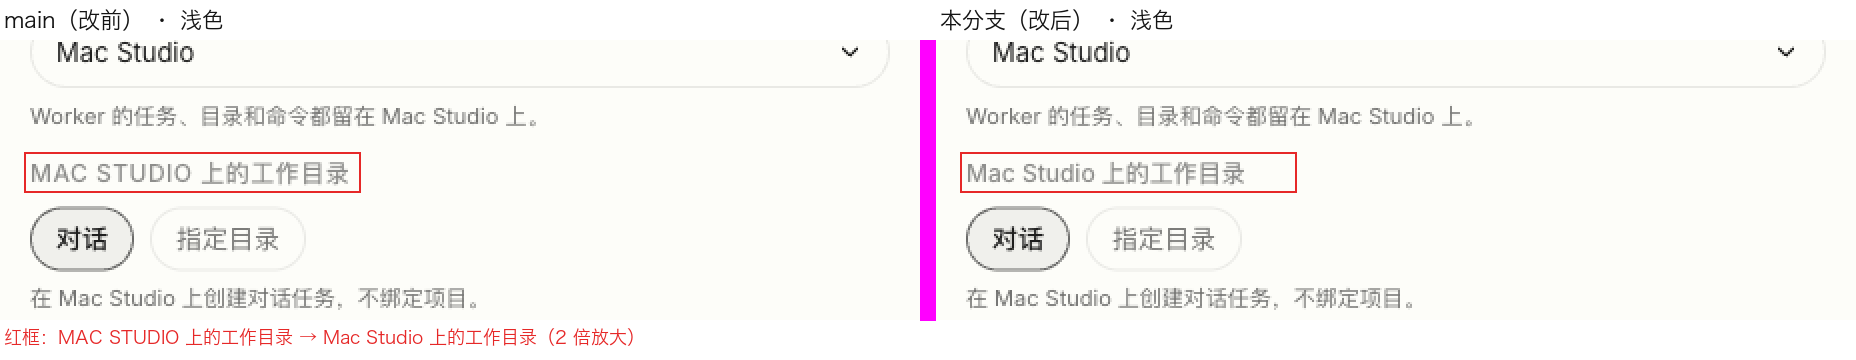 main（改前） · 浅色
Mac Studio
Worker 的任务、目录和命令都留在 Mac Studio 上。
MAC STUDIO 上的工作目录
对话 指定目录
在 Mac Studio 上创建对话任务，不绑定项目。
本分支（改后） · 浅色
Mac Studio
Worker 的任务、目录和命令都留在 Mac Studio 上。
Mac Studio 上的工作目录
对话 指定目录
在 Mac Studio 上创建对话任务，不绑定项目。
红框：MAC STUDIO 上的工作目录 → Mac Studio 上的工作目录（2 倍放大）